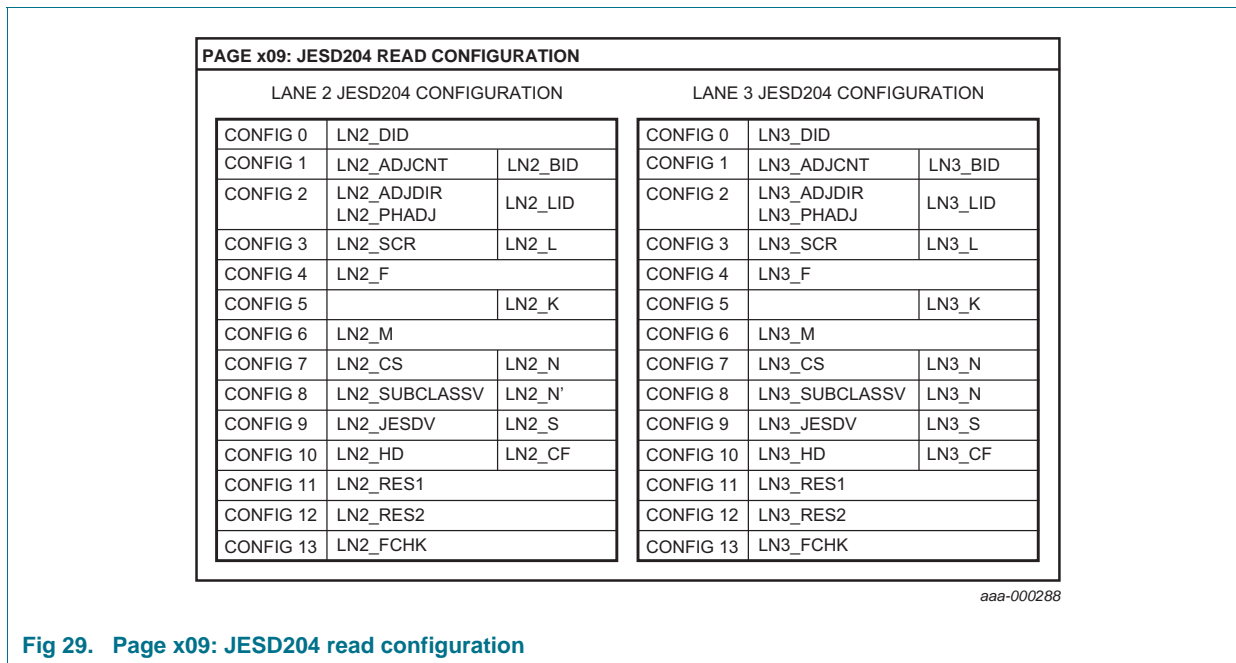 PAGE x09: JESD204 READ CONFIGURATION
LANE 2 JESD204 CONFIGURATION
CONFIG 0 LN2_DID
CONFIG 1 LN2_ADJCNT LN2_BID
CONFIG 2 LN2_ADJDIR LN2_LID
LN2_PHADJ
CONFIG 3 LN2_SCR LN2_L
CONFIG 4 LN2_F
CONFIG 5 LN2_K
CONFIG 6 LN2_M
CONFIG 7 LN2_CS LN2_N
CONFIG 8 LN2_SUBCLASSV LN2_N’
CONFIG 9 LN2_JESDV LN2_S
CONFIG 10 LN2_HD LN2_CF
CONFIG 11 LN2_RES1
CONFIG 12 LN2_RES2
CONFIG 13 LN2_FCHK
LANE 3 JESD204 CONFIGURATION
CONFIG 0 LN3_DID
CONFIG 1 LN3_ADJCNT LN3_BID
CONFIG 2 LN3_ADJDIR LN3_LID
LN3_PHADJ
CONFIG 3 LN3_SCR LN3_L
CONFIG 4 LN3_F
CONFIG 5 LN3_K
CONFIG 6 LN3_M
CONFIG 7 LN3_CS LN3_N
CONFIG 8 LN3_SUBCLASSV LN3_N
CONFIG 9 LN3_JESDV LN3_S
CONFIG 10 LN3_HD LN3_CF
CONFIG 11 LN3_RES1
CONFIG 12 LN3_RES2
CONFIG 13 LN3_FCHK
aaa-000288
Fig 29. Page x09: JESD204 read configuration